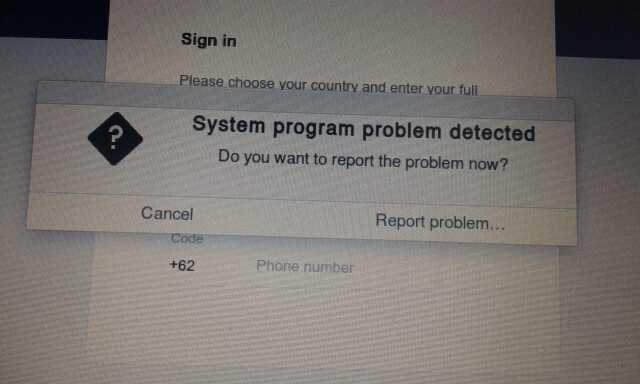 Sign in
Please choose your country and enter your full
?
System program problem detected
Do you want to report the problem now?
Cancel
Report problem...
Code
+62
Phone number